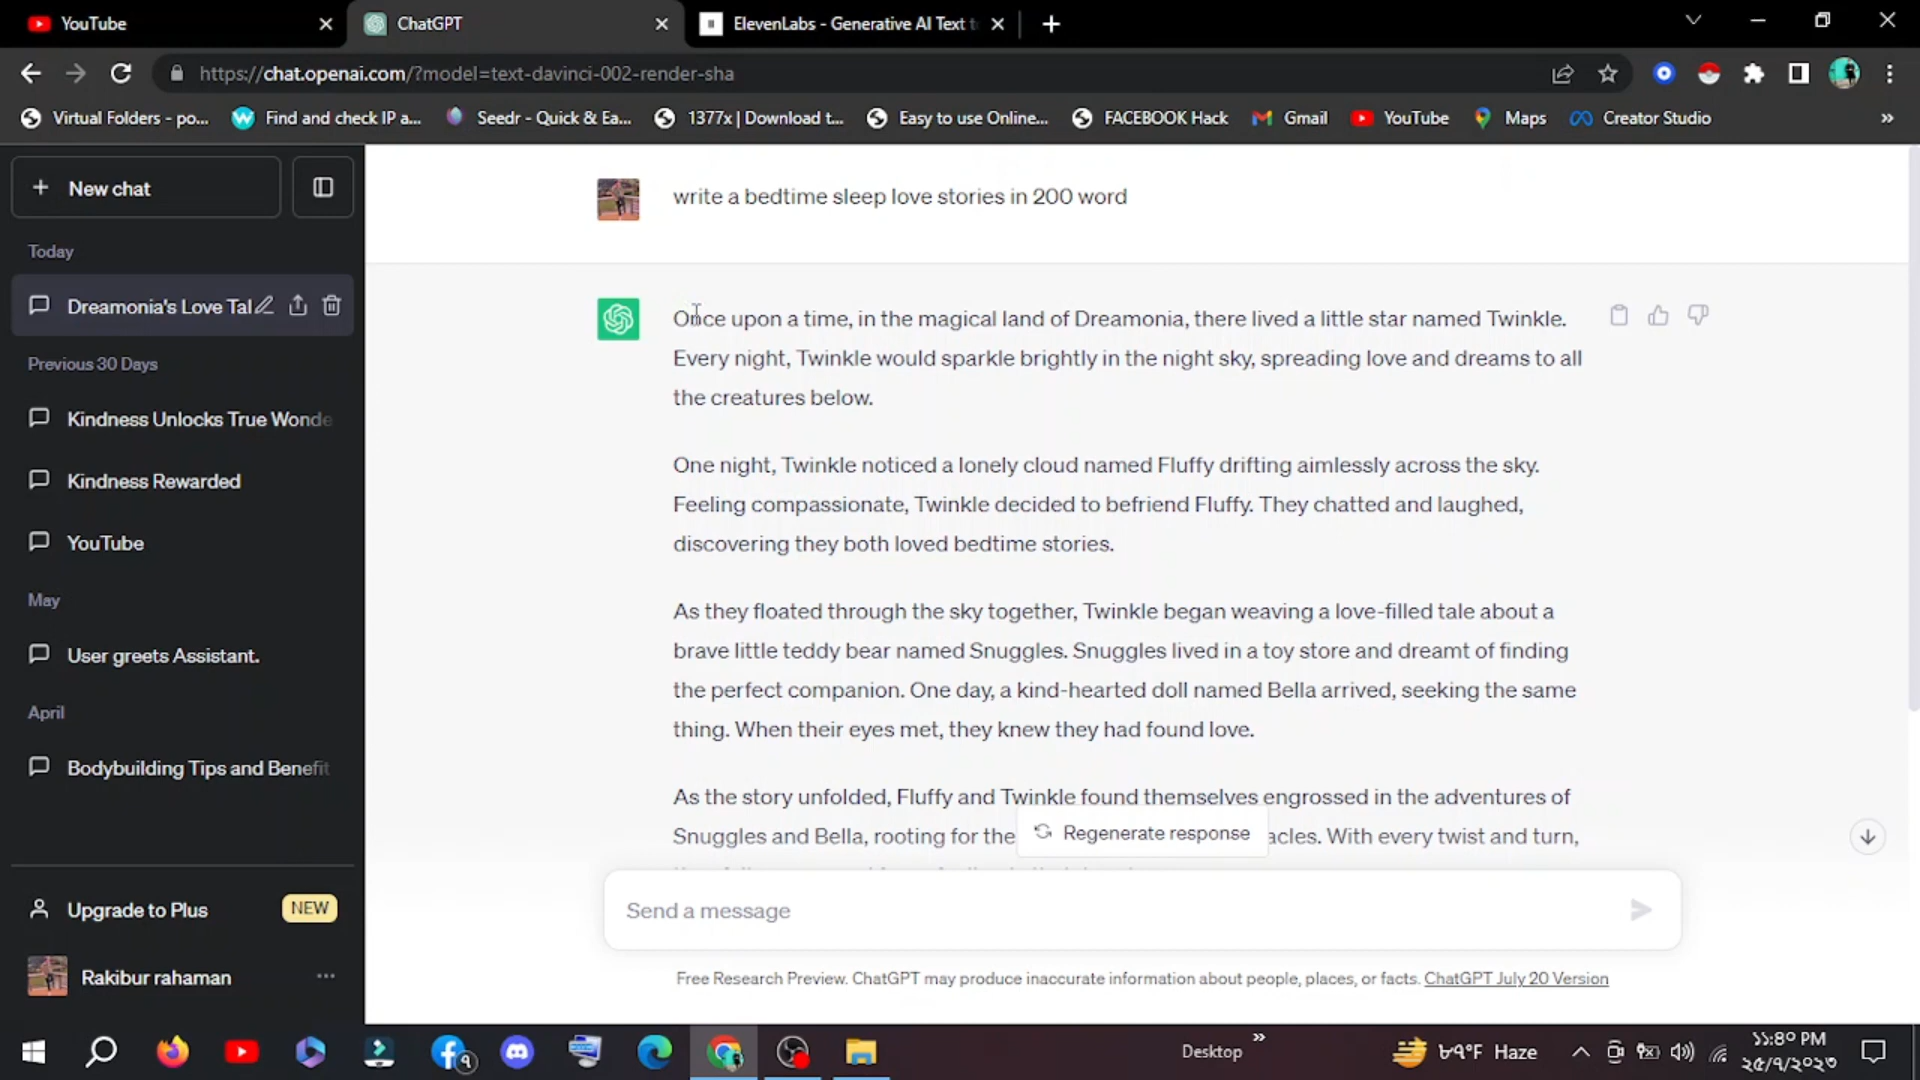 YouTube
ChatGPT
ElevenLabs - Generative AI Text t
https://chat.openai.com/?model=text-davinci-002-render-sha
Virtual Folders - po...
Find and check IP a...
Seedr - Quick & Ea...
1377x | Download t...
Easy to use Online...
FACEBOOK Hack
Gmail
YouTube
Maps
Creator Studio
»
+ New chat
Today
Dreamonia's Love Tal
Previous 30 Days
Kindness Unlocks True Wonde
Kindness Rewarded
YouTube
May
User greets Assistant.
April
Bodybuilding Tips and Benefit
Upgrade to Plus
NEW
Rakibur rahaman
write a bedtime sleep love stories in 200 word
Once upon a time, in the magical land of Dreamonia, there lived a little star named Twinkle.
Every night, Twinkle would sparkle brightly in the night sky, spreading love and dreams to all
the creatures below.
One night, Twinkle noticed a lonely cloud named Fluffy drifting aimlessly across the sky.
Feeling compassionate, Twinkle decided to befriend Fluffy. They chatted and laughed,
discovering they both loved bedtime stories.
As they floated through the sky together, Twinkle began weaving a love-filled tale about a
brave little teddy bear named Snuggles. Snuggles lived in a toy store and dreamt of finding
the perfect companion. One day, a kind-hearted doll named Bella arrived, seeking the same
thing. When their eyes met, they knew they had found love.
As the story unfolded, Fluffy and Twinkle found themselves engrossed in the adventures of
Snuggles and Bella, rooting for the
acles. With every twist and turn,
Regenerate response
Send a message
Free Research Preview. ChatGPT may produce inaccurate information about people, places, or facts. ChatGPT July 20 Version
৯
Desktop
»
৮৭°F Haze
১১:৪০ PM
২৫/৭/২০২৩